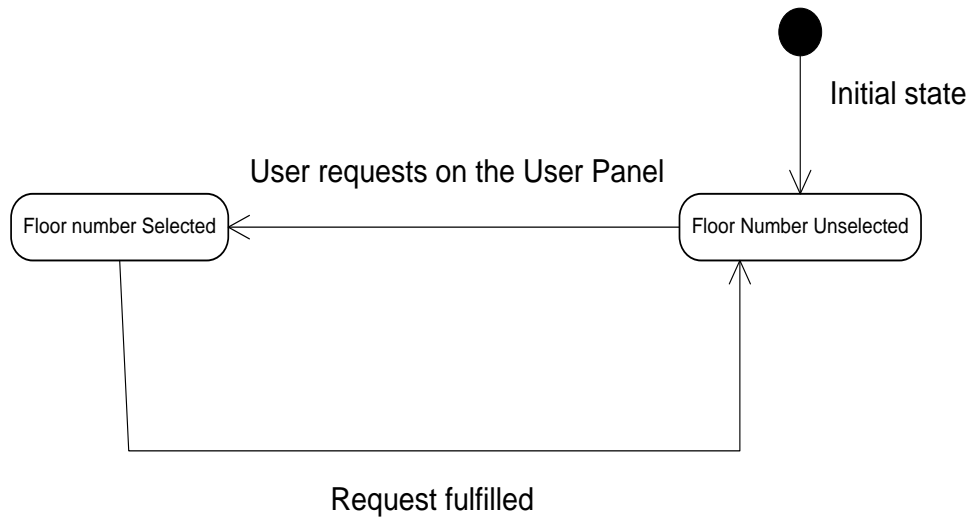 Initial state
User requests on the User Panel
Floor number Selected
Floor Number Unselected
Request fulfilled